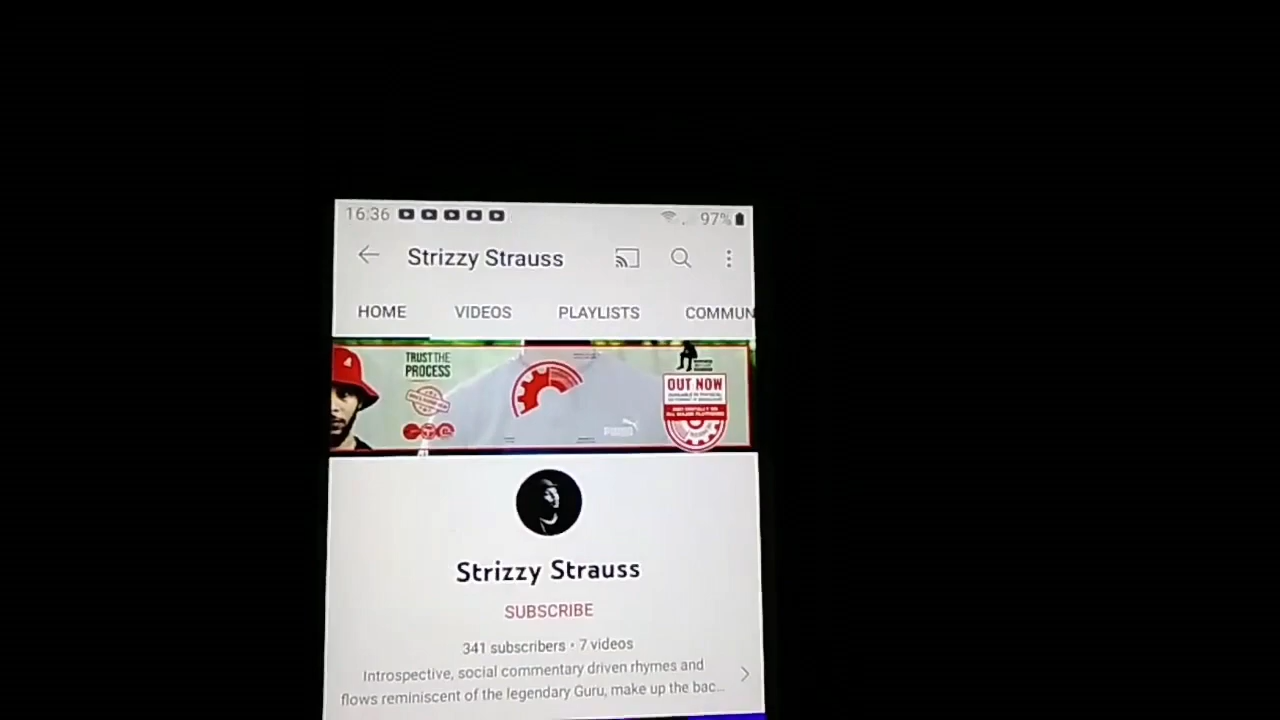 16:36 97%
Strizzy Strauss
HOME VIDEOS PLAYLISTS COMMUN
TRUST THE
PROCESS
PUMA
OUT NOW
Strizzy Strauss
SUBSCRIBE
341 subscribers • 7 videos
Introspective, social commentary driven rhymes and
flows reminiscent of the legendary Guru, make up the bac...